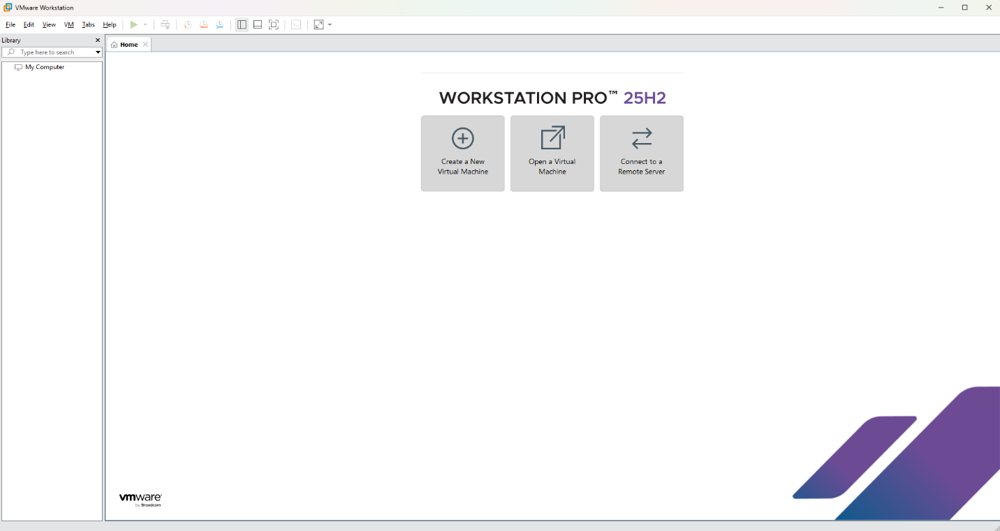 VMware Workstation
File Edit View VM Tabs Help
Library
Type here to search
My Computer
Home
WORKSTATION PRO™ 25H2
Create a New
Virtual Machine
Open a Virtual
Machine
Connect to a
Remote Server
vmware®
by Broadcom